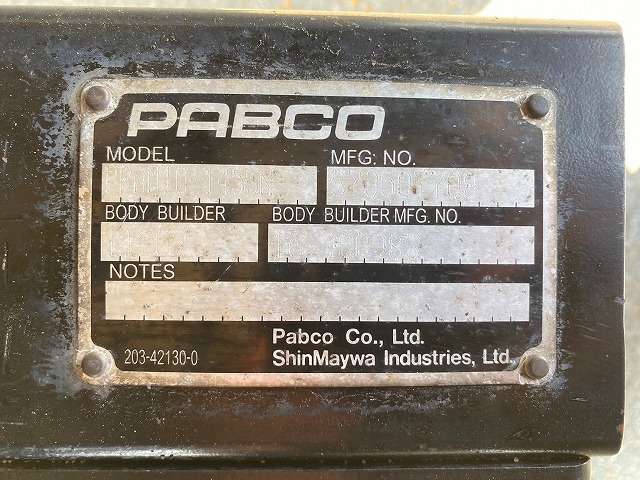 PABCO
MODEL MFG. NO.
BODY BUILDER BODY BUILDER MFG. NO.
NOTES
Pabco Co., Ltd.
203-42130-0 ShinMaywa Industries, Ltd.